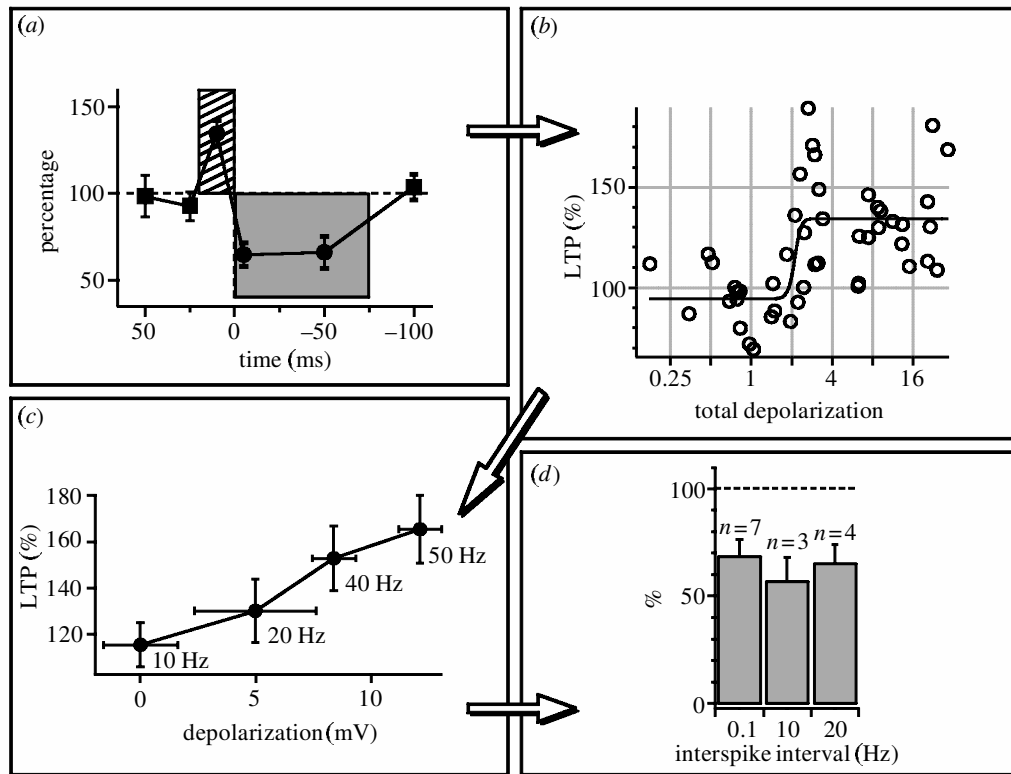 (a)
150
100
50
percentage
50
0
–50
–100
time (ms)
(b)
150
100
LTP (%)
0.25
1
4
16
total depolarization
(c)
180
160
140
120
LTP (%)
50 Hz
40 Hz
20 Hz
10 Hz
0
5
10
depolarization (mV)
(d)
100
50
0
%
n=7
n=3
n=4
0.1
10
20
interspike interval (Hz)